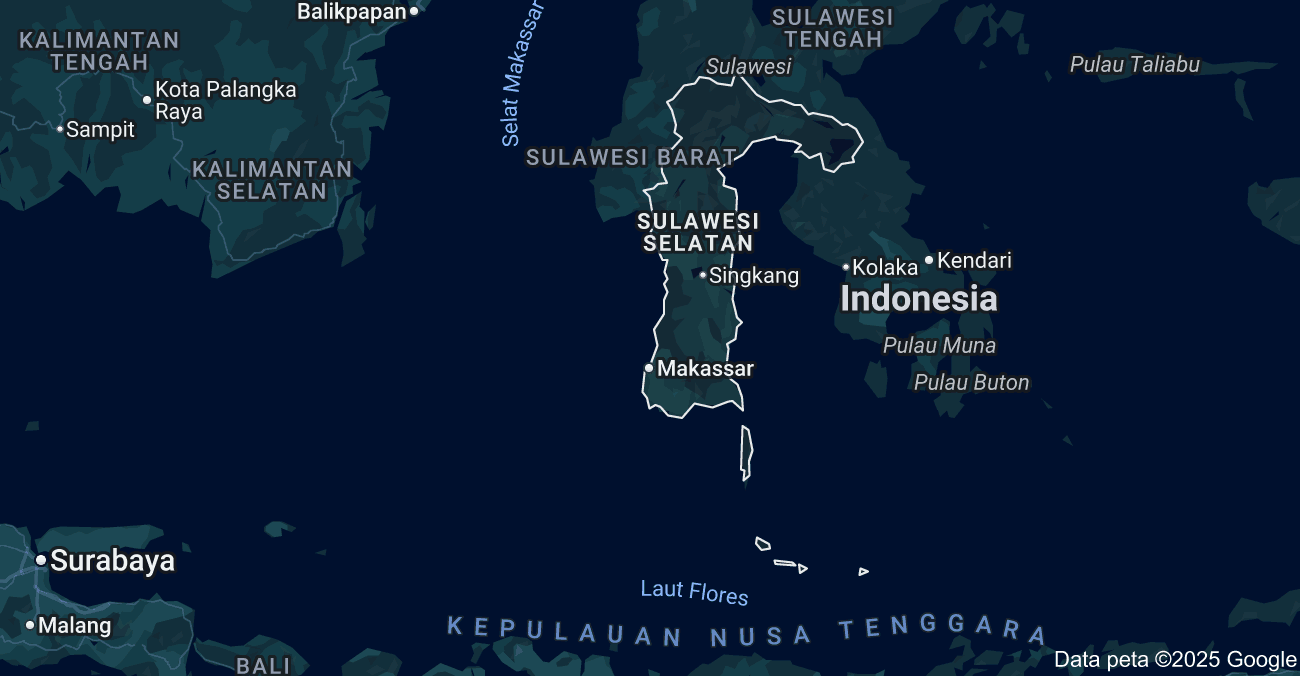 Balikpapan
SULAWESI
TENGAH
KALIMANTAN
TENGAH
Selat Makassar
Sulawesi
Pulau Taliabu
Kota Palangka
Raya
Sampit
SULAWESI BARAT
KALIMANTAN
SELATAN
SULAWESI
SELATAN
Kendari
Kolaka
Singkang
Indonesia
Pulau Muna
Makassar
Pulau Buton
Surabaya
Laut Flores
Malang
KEPULAUAN NUSA TENGGARA
BALI
Data peta ©2025 Google